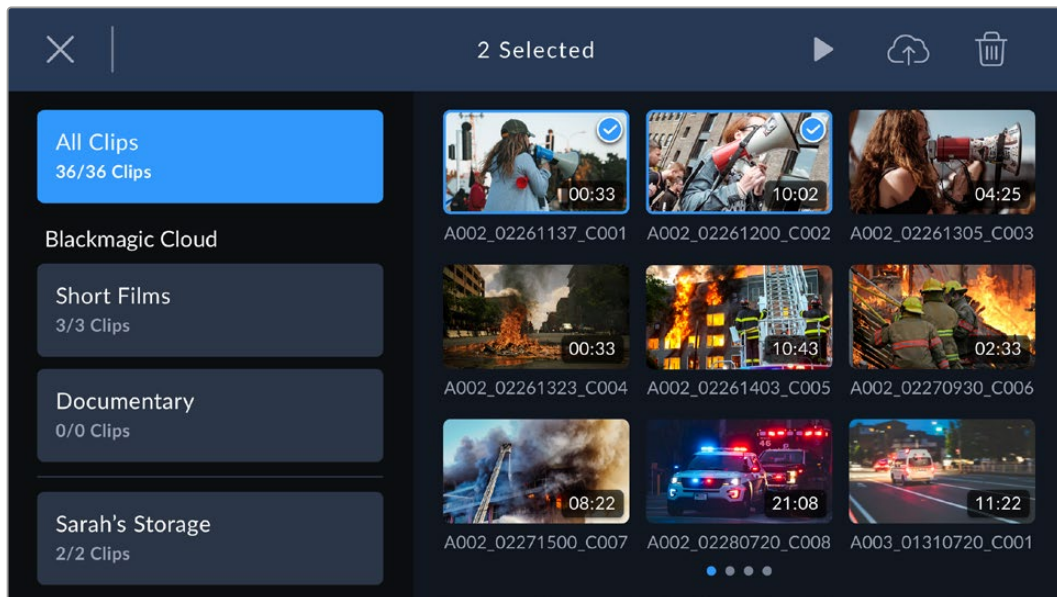 2 Selected
All Clips
36/36 Clips
Blackmagic Cloud
Short Films
3/3 Clips
Documentary
0/0 Clips
Sarah's Storage
2/2 Clips
00:33
10:02
04:25
A002_02261137_C001
A002_02261200_C002
A002_02261305_C003
00:33
10:43
02:33
A002_02261323_C004
A002_02261403_C005
A002_02270930_C006
08:22
46
21:08
11:22
A002_02271500_C007
A002_02280720_C008
A003_01310720_C001